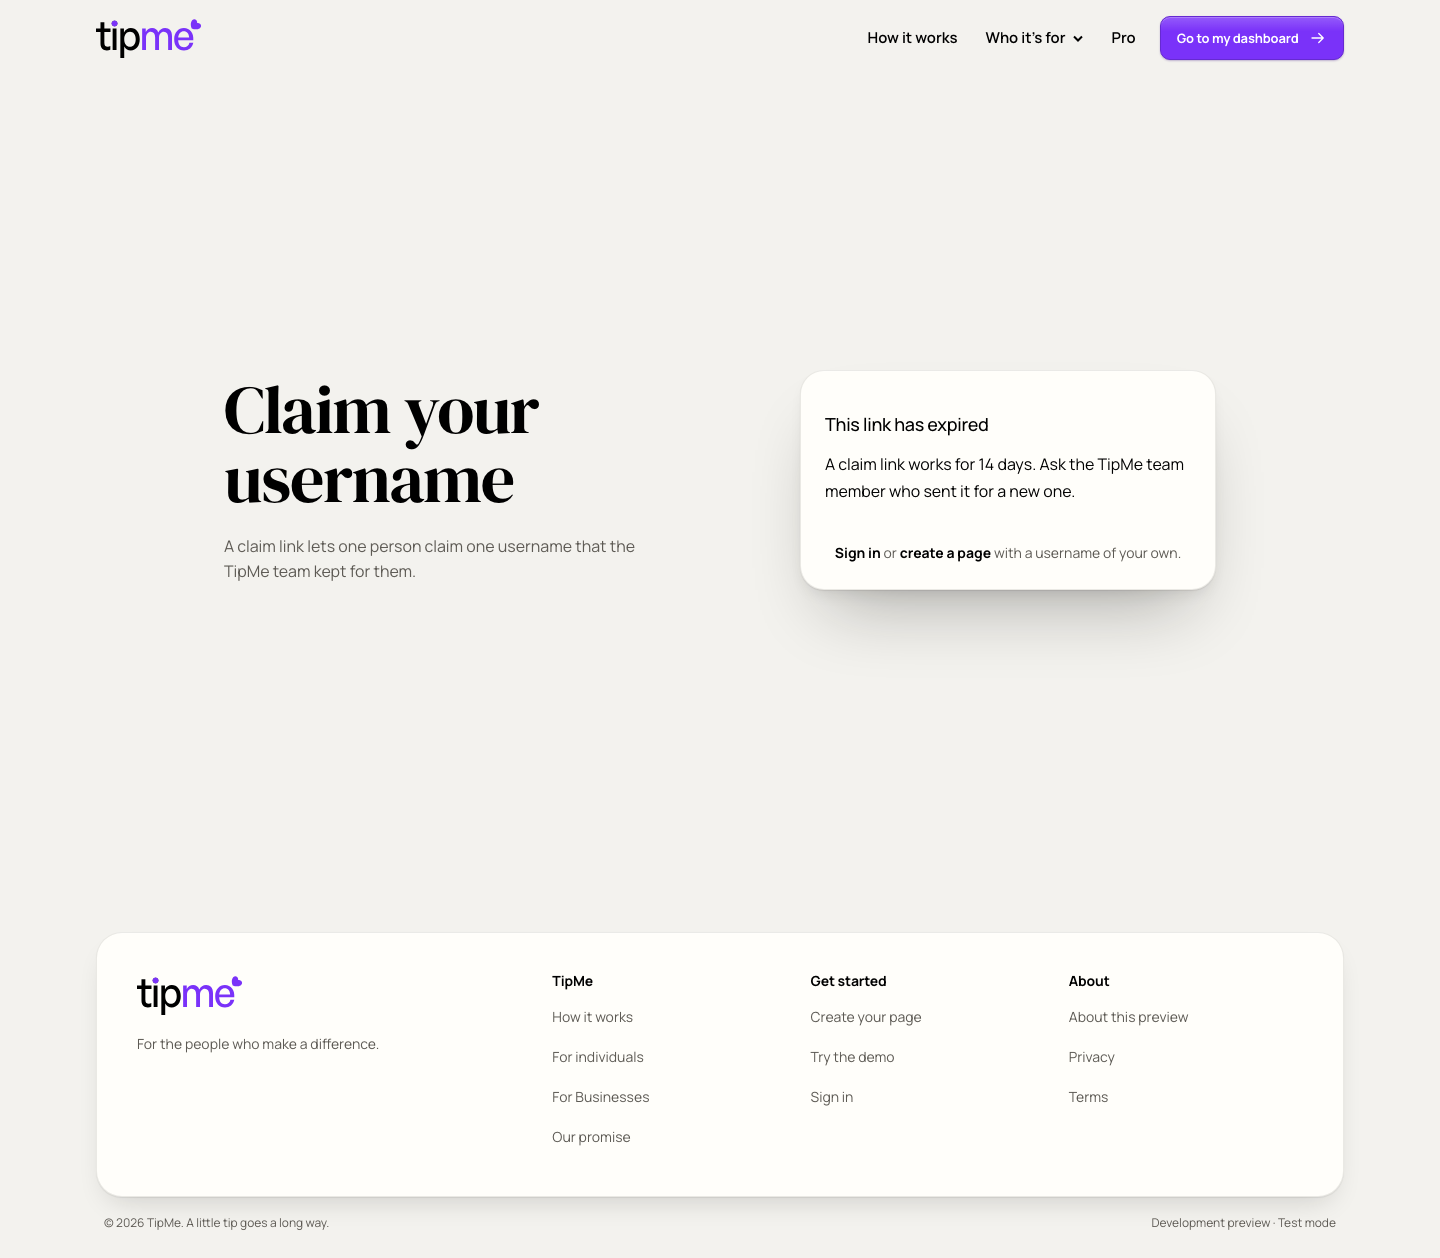 tipme
How it works
Who it's for
Pro
Go to my dashboard
Claim your
username
A claim link lets one person claim one username that the
TipMe team kept for them.
This link has expired
A claim link works for 14 days. Ask the TipMe team
member who sent it for a new one.
Sign in or create a page with a username of your own.
tipme
For the people who make a difference.
TipMe
How it works
For individuals
For Businesses
Our promise
Get started
Create your page
Try the demo
Sign in
About
About this preview
Privacy
Terms
© 2026 TipMe. A little tip goes a long way.
Development preview · Test mode